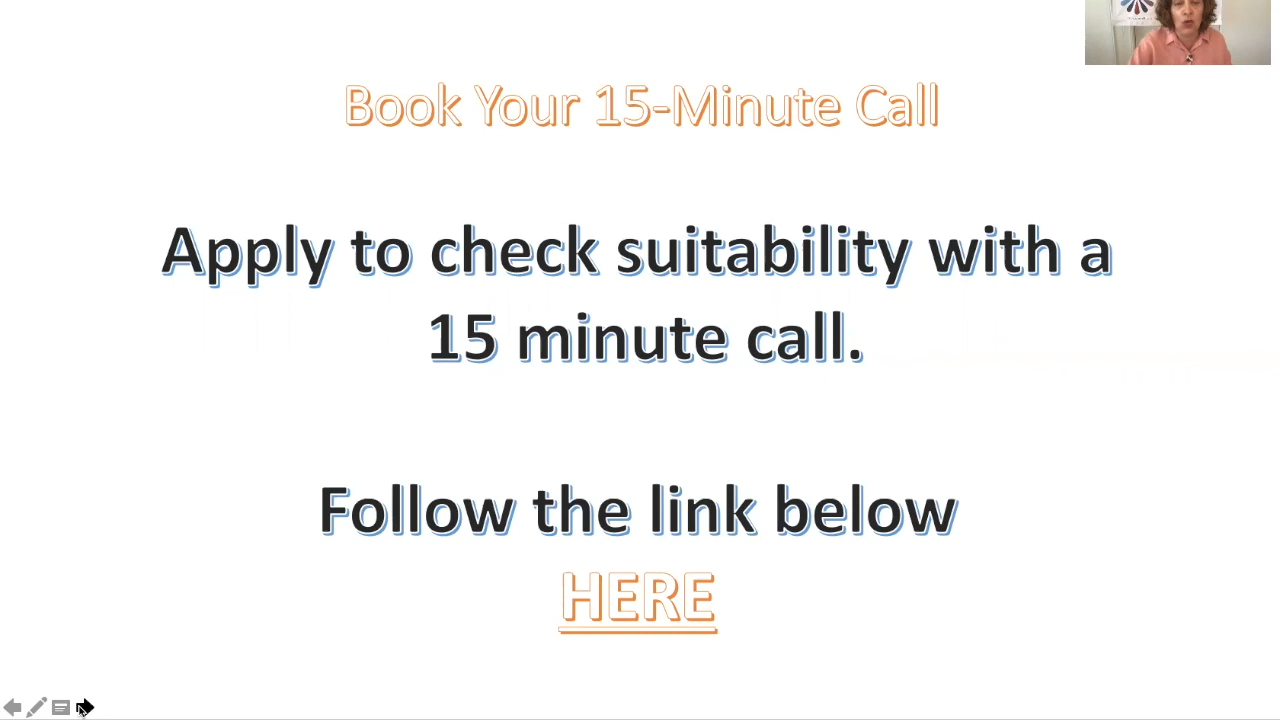 Book Your 15-Minute Call
Apply to check suitability with a
15 minute call.
Follow the link below
HERE